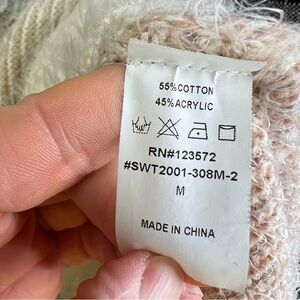 55%COTTON
45%ACRYLIC
RN#123572
#SWT2001-308M-2
M
MADE IN CHINA